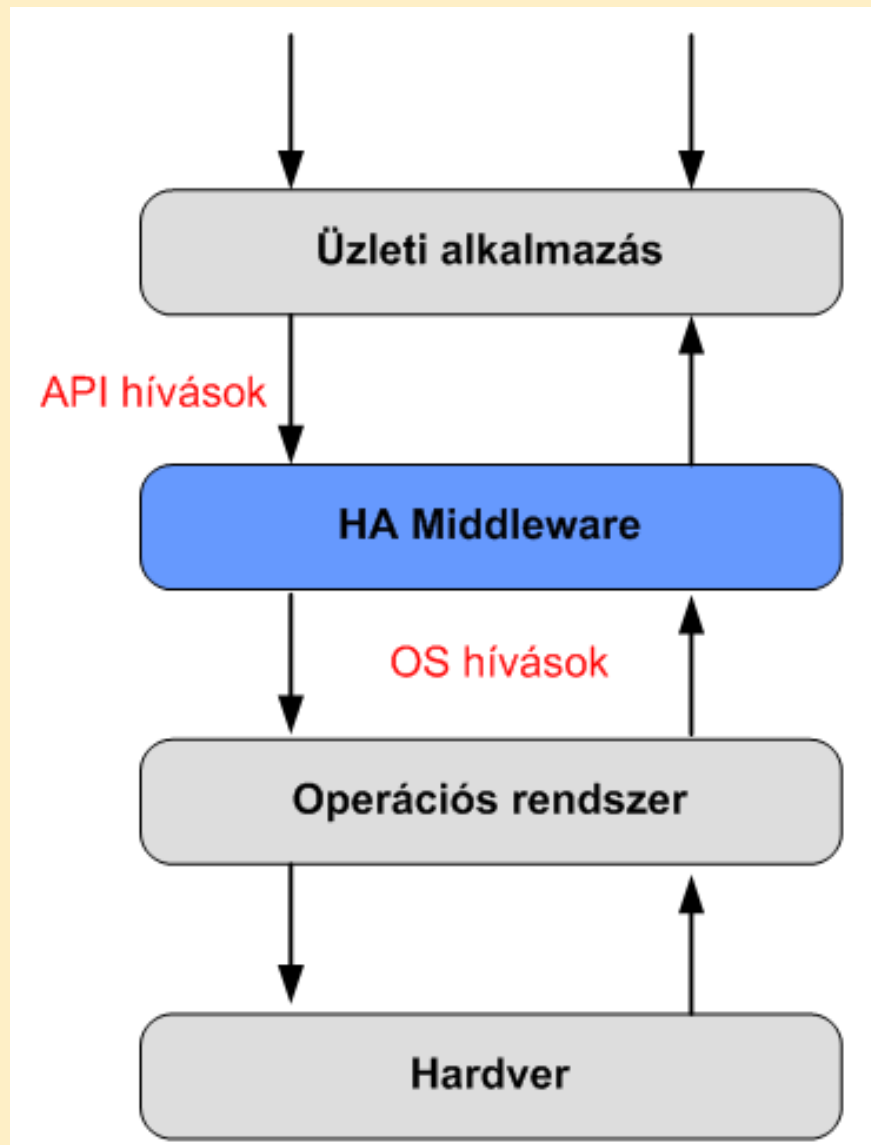 Üzleti alkalmazás
API hívások
HA Middleware
OS hívások
Operációs rendszer
Hardver